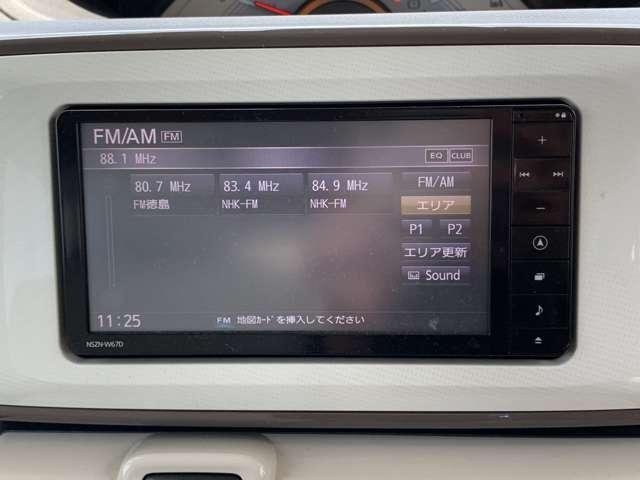 FM/AM FM
88.1 MHz EQ CLUB
80.7 MHz 83.4 MHz 84.9 MHz FM/AM
FM徳島 NHK-FM NHK-FM エリア
P1 P2
エリア更新
Sound
11:25 FM 地図ｶｰﾄﾞを挿入してください
NSZN-W67D